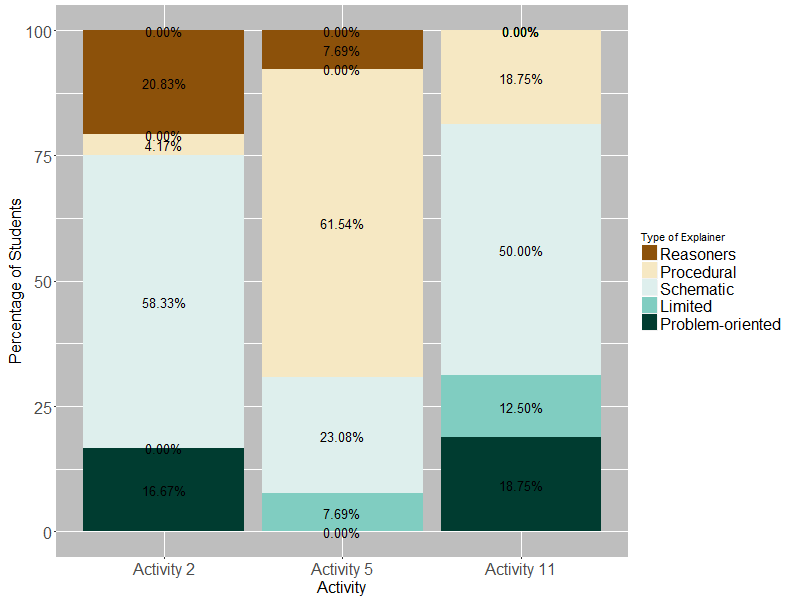 100
75
50
25
0
Percentage of Students
0.00%
20.83%
0.00%
4.17%
58.33%
0.00%
16.67%
0.00%
7.69%
0.00%
61.54%
23.08%
7.69%
0.00%
0.00%
18.75%
50.00%
12.50%
18.75%
Activity 2
Activity 5
Activity 11
Activity
Type of Explainer
Reasoners
Procedural
Schematic
Limited
Problem-oriented